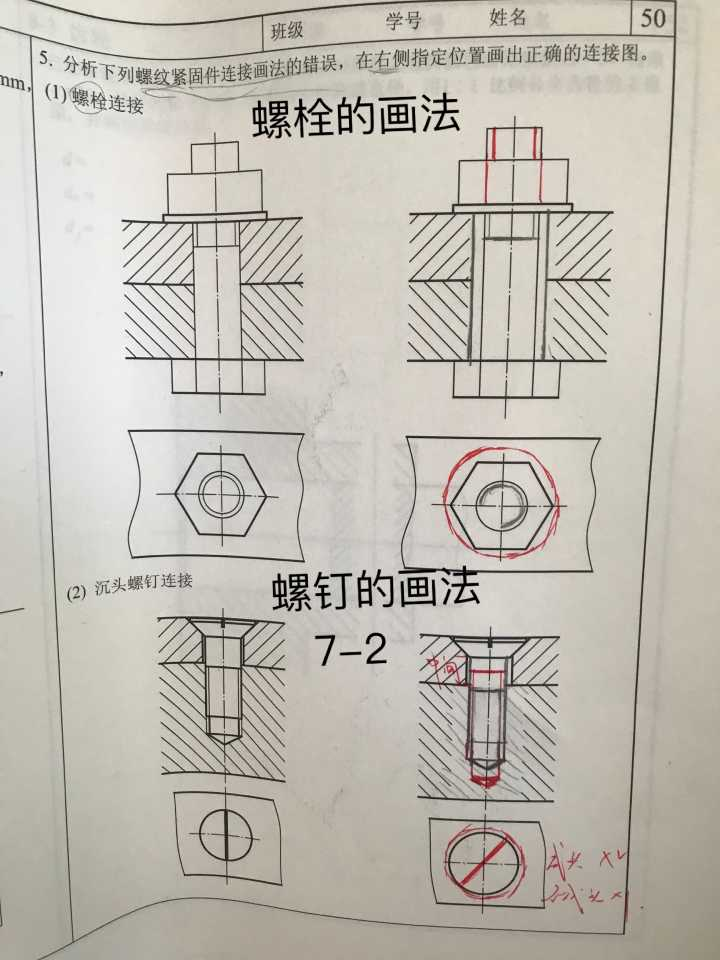 班级 学号 姓名 50
5. 分析下列螺纹紧固件连接画法的错误，在右侧指定位置画出正确的连接图。
mm,
(1) 螺栓连接
螺栓的画法
(2) 沉头螺钉连接
螺钉的画法
7-2
中间